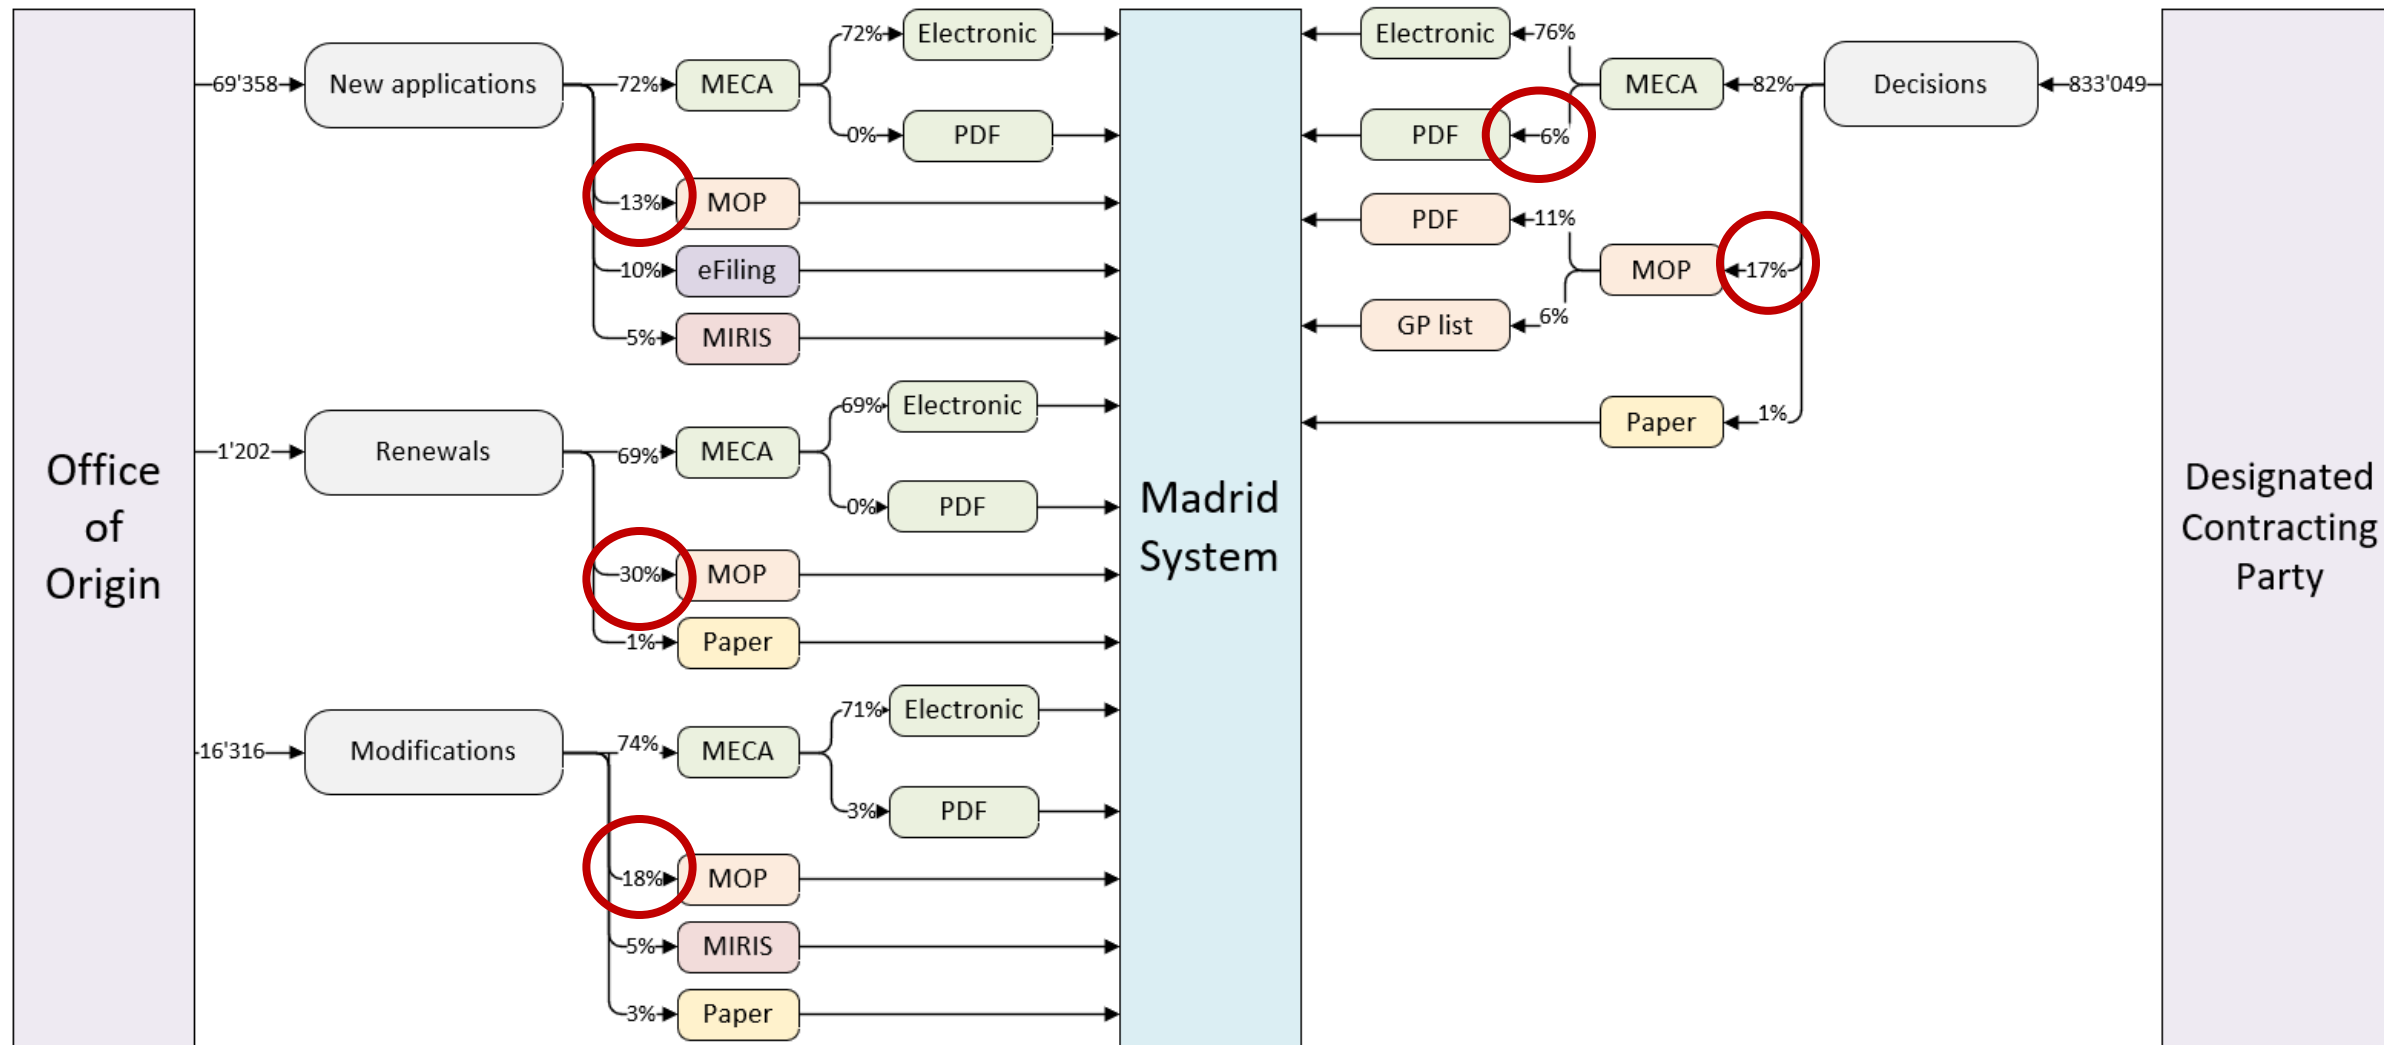 Office
of
Origin
69'358
New applications
72%
MECA
72%
Electronic
0%
PDF
13%
MOP
10%
eFiling
5%
MIRIS
1'202
Renewals
69%
MECA
69%
Electronic
0%
PDF
30%
MOP
1%
Paper
16'316
Modifications
74%
MECA
71%
Electronic
3%
PDF
18%
MOP
5%
MIRIS
3%
Paper
Madrid
System
Electronic
76%
MECA
82%
Decisions
833'049
PDF
6%
PDF
11%
MOP
17%
GP list
6%
Paper
1%
Designated
Contracting
Party